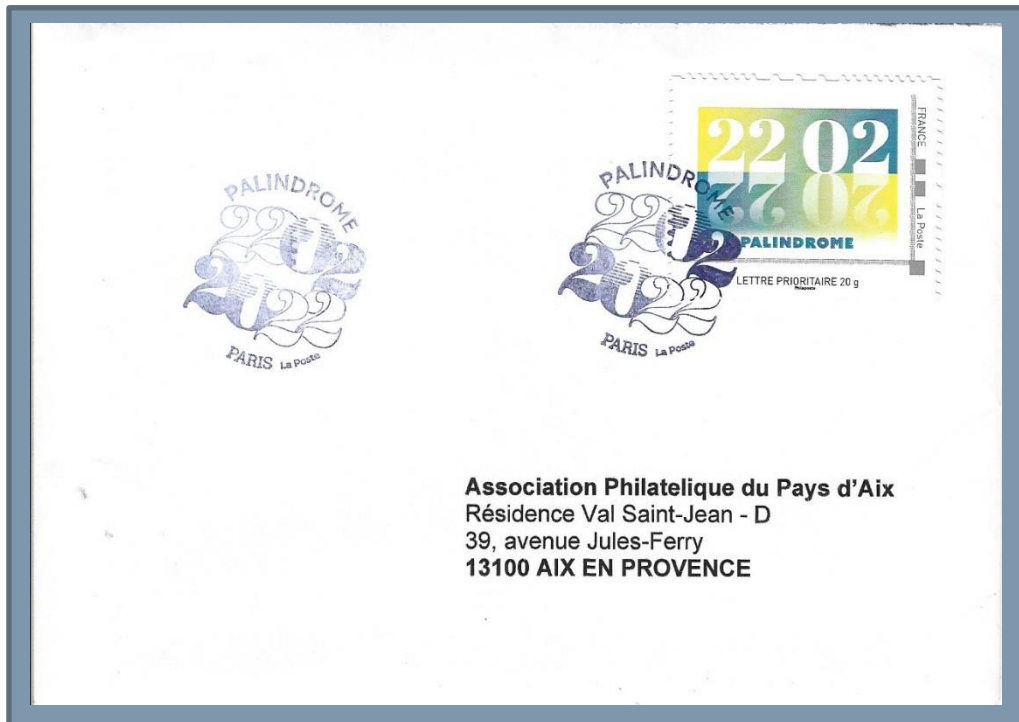 PALINDROME
22 02
2022
PARIS La Poste
PALINDROME
22 02
2022
PARIS La Poste
22 02
PALINDROME
FRANCE
La Poste
LETTRE PRIORITAIRE 20 g
Philaposte
Association Philatelique du Pays d'Aix
Résidence Val Saint-Jean - D
39, avenue Jules-Ferry
13100 AIX EN PROVENCE